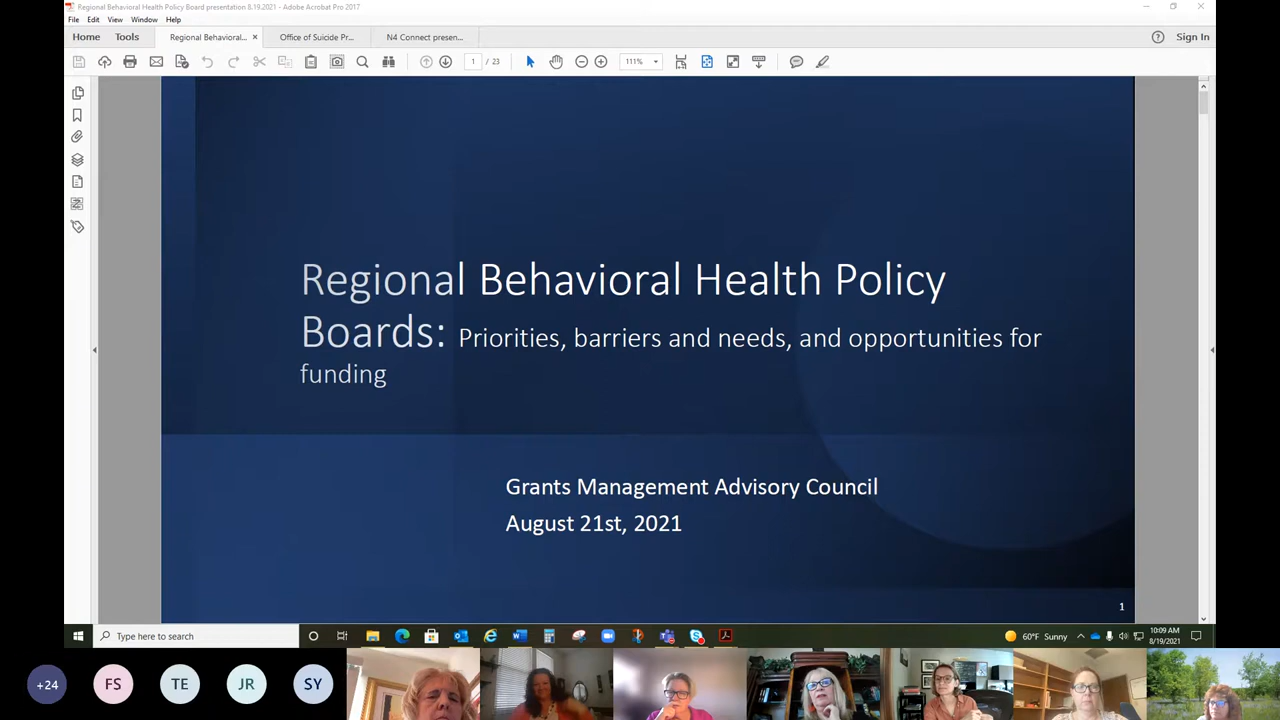 Regional Behavioral Health Policy Board presentation 8.19.2021 - Adobe Acrobat Pro 2017
File Edit View Window Help
Home Tools Regional Behavioral... × Office of Suicide Pr... N4 Connect presen... Sign In
1 / 23 111%
Regional Behavioral Health Policy
Boards: Priorities, barriers and needs, and opportunities for
funding
Grants Management Advisory Council
August 21st, 2021
1
Type here to search 60°F Sunny 10:09 AM
8/19/2021
+24 FS TE JR SY